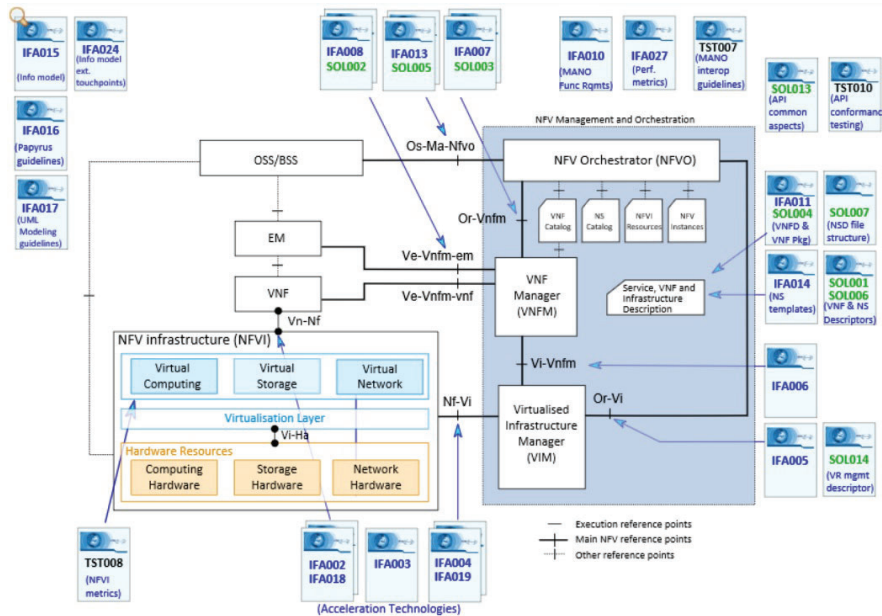 IFA015
(Info model)
IFA024
(Info model
ext.
touchpoints)
IFA016
(Papyrus
guidelines)
IFA017
(UML
Modeling
guidelines)
IFA008
SOL002
IFA013
SOL005
IFA007
SOL003
IFA010
(MANO
Func Rqmts
IFA027
(Perf.
metrics)
TST007
(MANO
interop
guidelines)
SOL013
(API
common
aspects)
TST010
(API
conformanc
testing)
NFV Management and Orchestration
OSS/BSS
Os-Ma-Nfvo
NFV Orchestrator (NFVO)
Or-Vnfm
VNF
Catalog
NS
Catalog
NFVI
Resources
NFV
Instances
IFA011
SOL004
(VNFD &
VNF Pkg)
SOL007
(NSD file
structure)
EM
Ve-Vnfm-em
VNF
Ve-Vnfm-vnf
VNF
Manager
(VNFM)
Service, VNF and
Infrastructure
Description
IFA014
(NS
templates)
SOL001
SOL006
(VNF & NS
Descriptors)
Vn-Nf
NFV infrastructure (NFVI)
Virtual
Computing
Virtual
Storage
Virtual
Network
Vi-Vnfm
IFA006
Virtualisation Layer
Nf-Vi
Or-Vi
Vi-Ha
Virtualised
Infrastructure
Manager
(VIM)
Hardware Resources
Computing
Hardware
Storage
Hardware
Network
Hardware
IFA005
SOL014
(VR mgmt
descriptor)
TST008
(NFVI
metrics)
IFA002
IFA018
IFA003
IFA004
IFA019
(Acceleration Technologies)
Execution reference points
Main NFV reference points
Other reference points